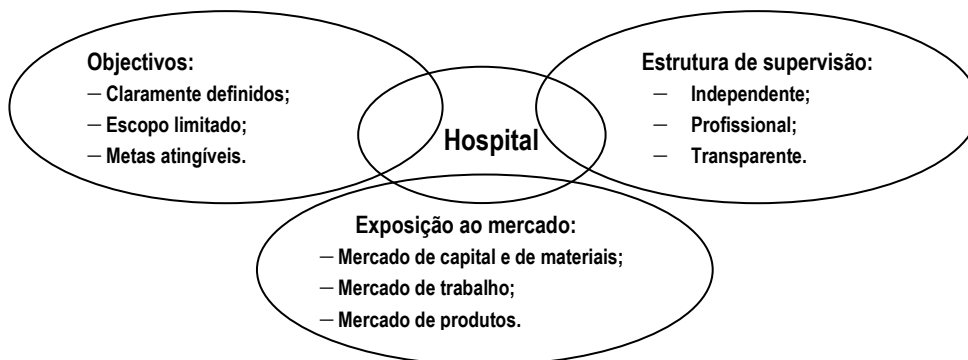 Objectivos:
– Claramente definidos;
– Escopo limitado;
– Metas atingíveis.
Estrutura de supervisão:
– Independente;
– Profissional;
– Transparente.
Hospital
Exposição ao mercado:
– Mercado de capital e de materiais;
– Mercado de trabalho;
– Mercado de produtos.